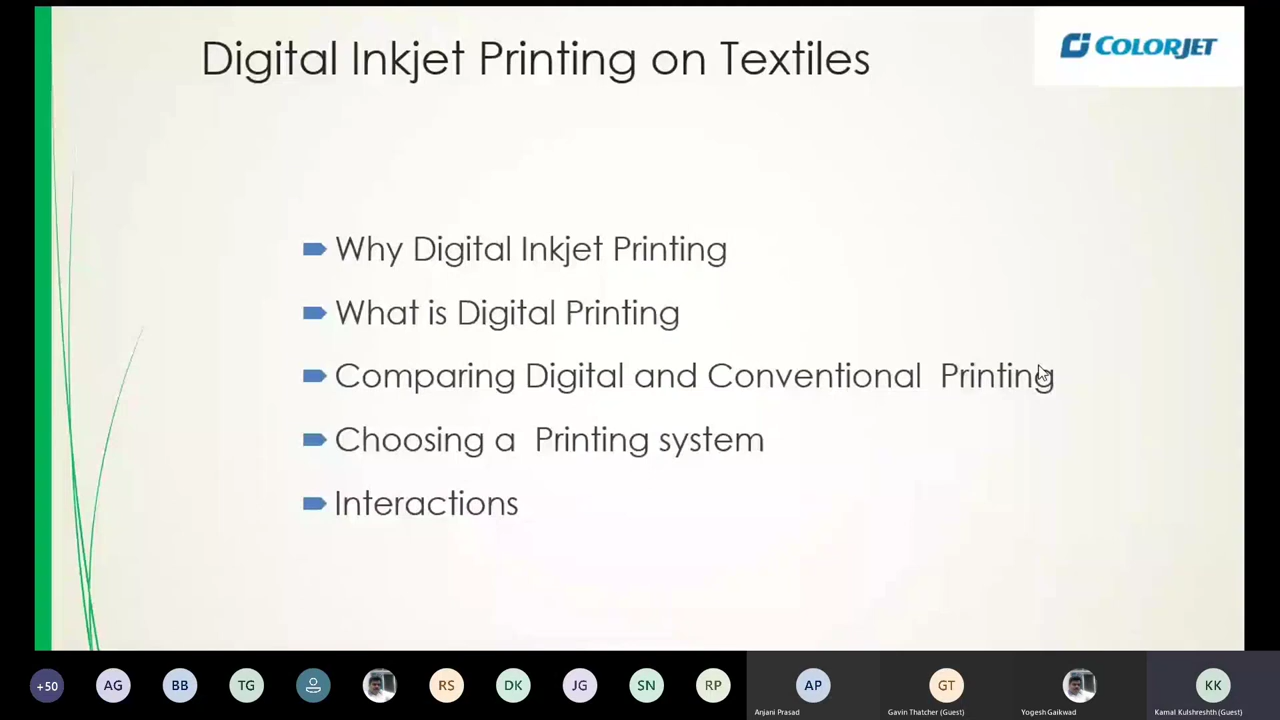 Digital Inkjet Printing on Textiles
COLORJET
Why Digital Inkjet Printing
What is Digital Printing
Comparing Digital and Conventional Printing
Choosing a Printing system
Interactions
+50 AG BB TG RS DK JG SN RP AP GT KK
Anjani Prasad Gavin Thatcher (Guest) Yogesh Gaikwad Kamal Kulshreshth (Guest)